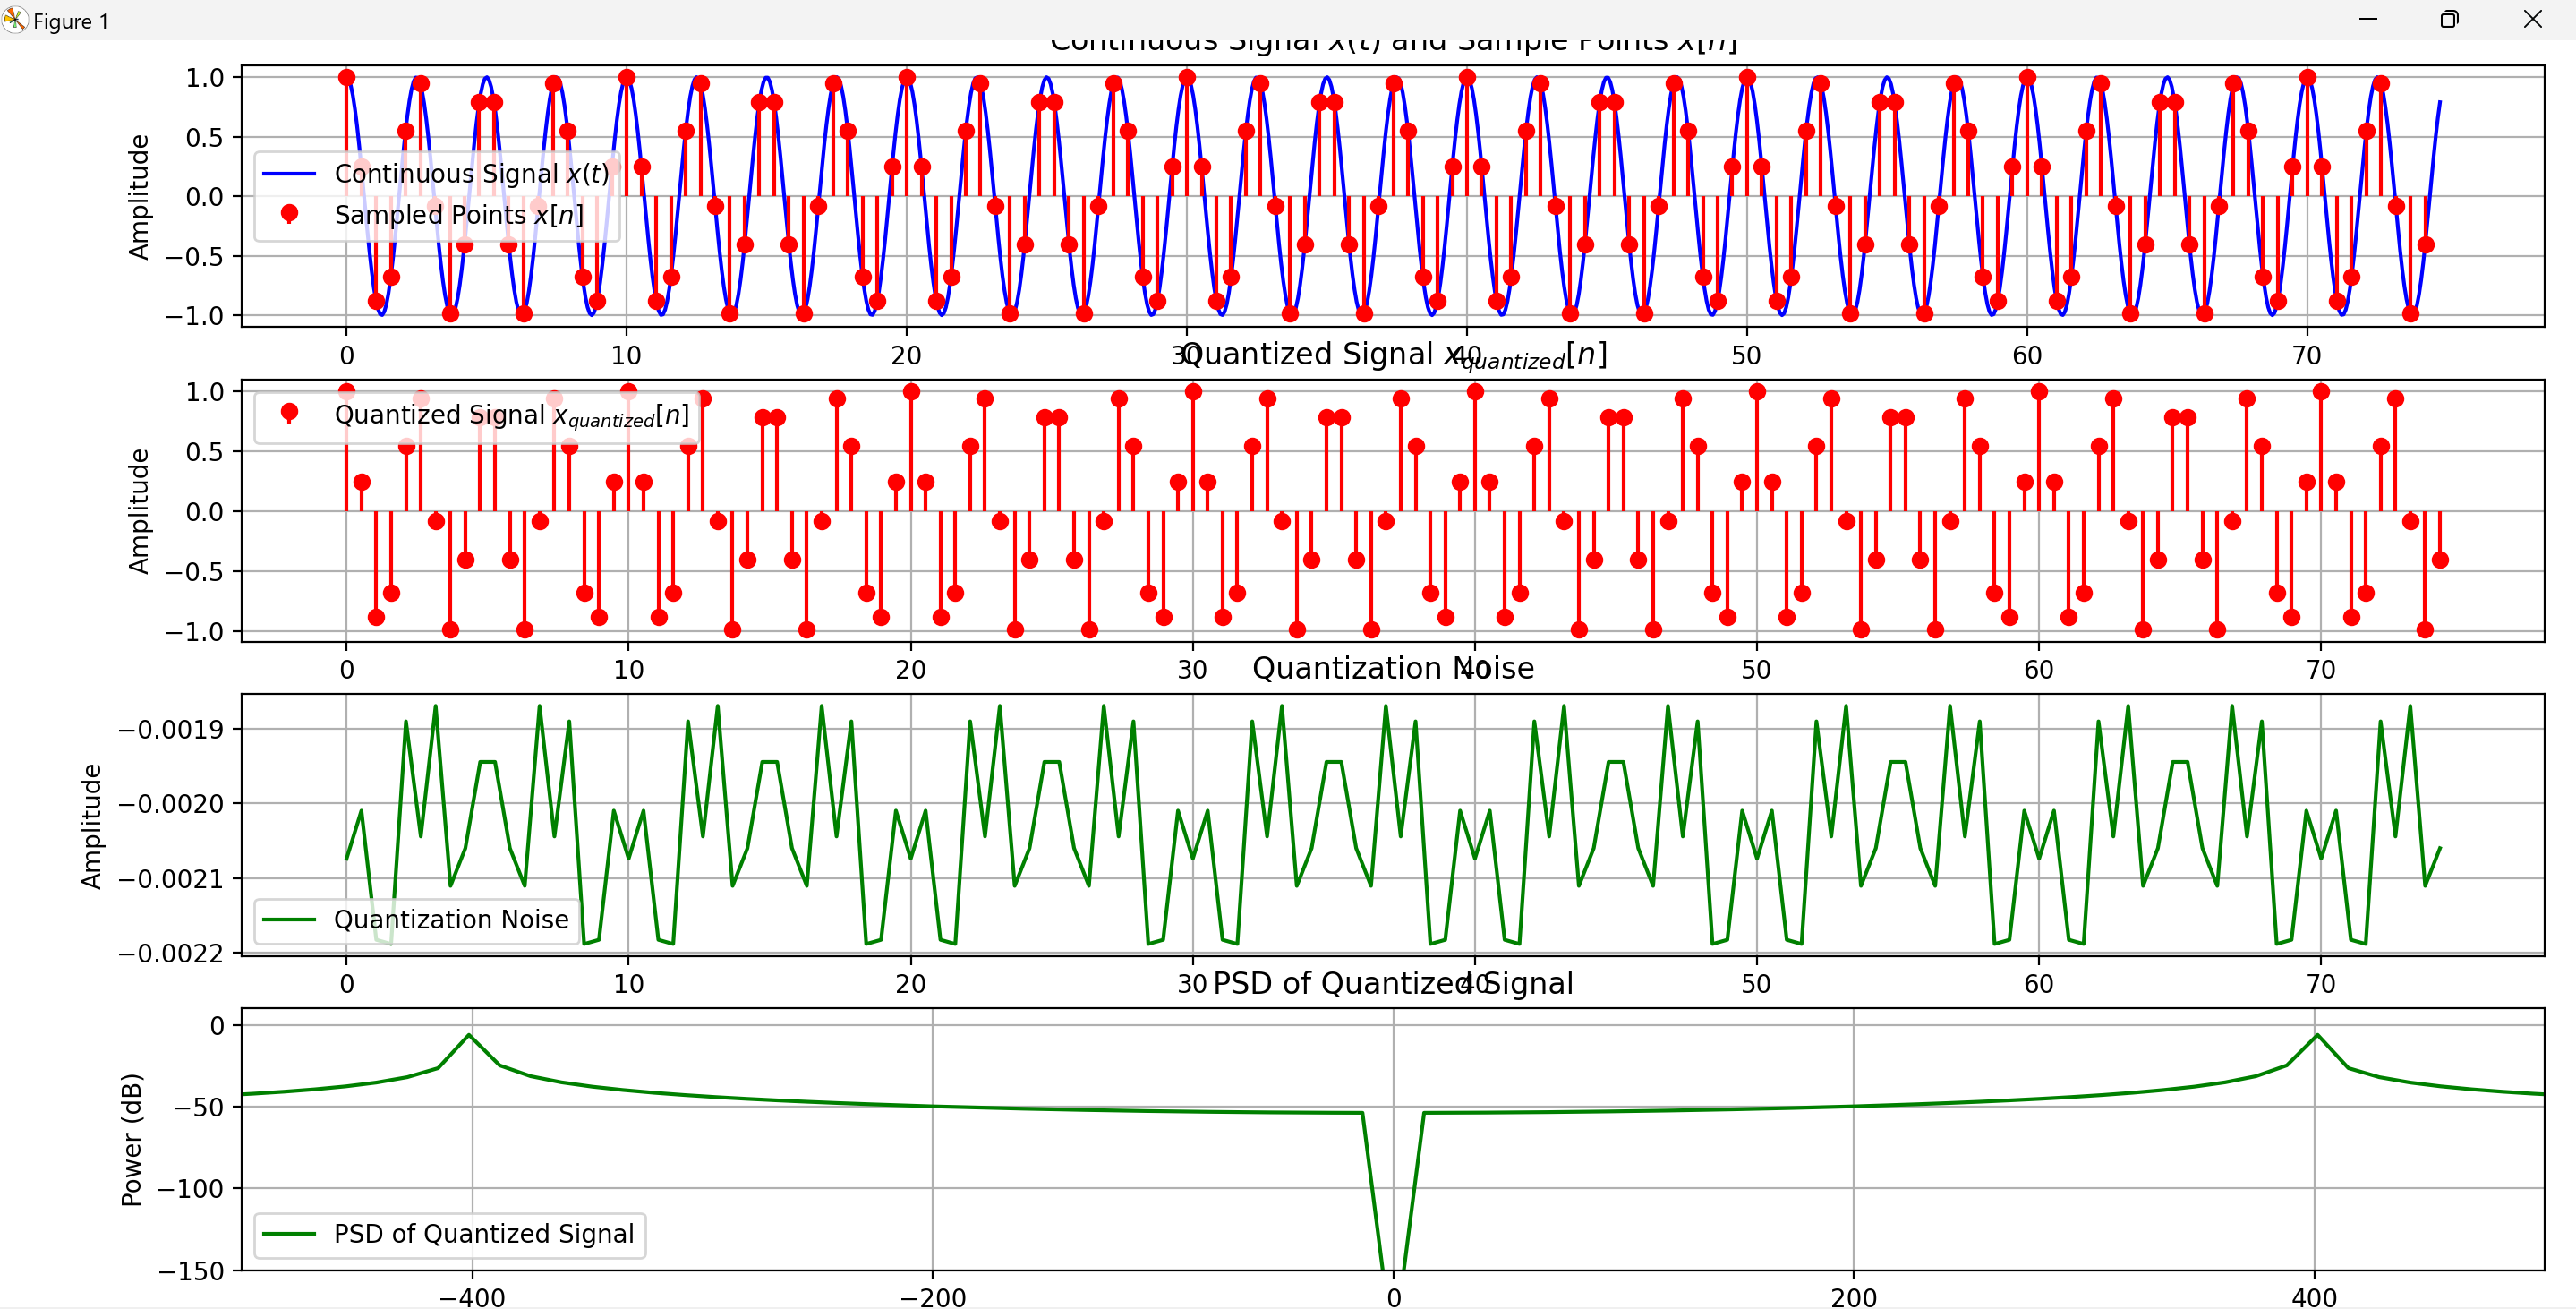 Figure 1
Continuous Signal x(t) and Sample Points x[n]
1.0
0.5
0.0
−0.5
−1.0
Amplitude
Continuous Signal x(t)
Sampled Points x[n]
0 10 20 30 40 50 60 70
Quantized Signal x_quantized[n]
1.0
0.5
0.0
−0.5
−1.0
Amplitude
Quantized Signal x_quantized[n]
0 10 20 30 40 50 60 70
Quantization Noise
−0.0019
−0.0020
−0.0021
−0.0022
Amplitude
Quantization Noise
0 10 20 30 40 50 60 70
PSD of Quantized Signal
0
−50
−100
−150
Power (dB)
PSD of Quantized Signal
−400 −200 0 200 400